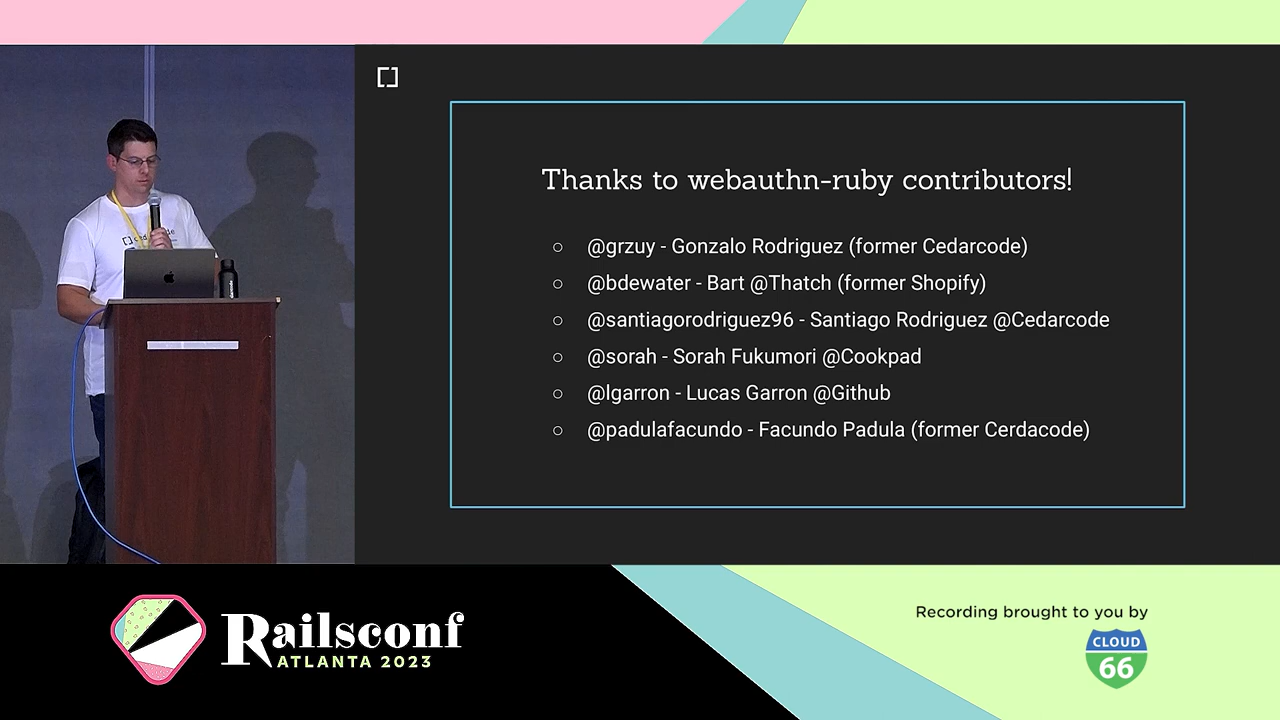 Thanks to webauthn-ruby contributors!
@grzuy - Gonzalo Rodriguez (former Cedarcode)
@bdewater - Bart @Thatch (former Shopify)
@santiagorodriguez96 - Santiago Rodriguez @Cedarcode
@sorah - Sorah Fukumori @Cookpad
@lgarron - Lucas Garron @Github
@padulafacundo - Facundo Padula (former Cerdacode)
Railsconf
ATLANTA 2023
Recording brought to you by
CLOUD
66